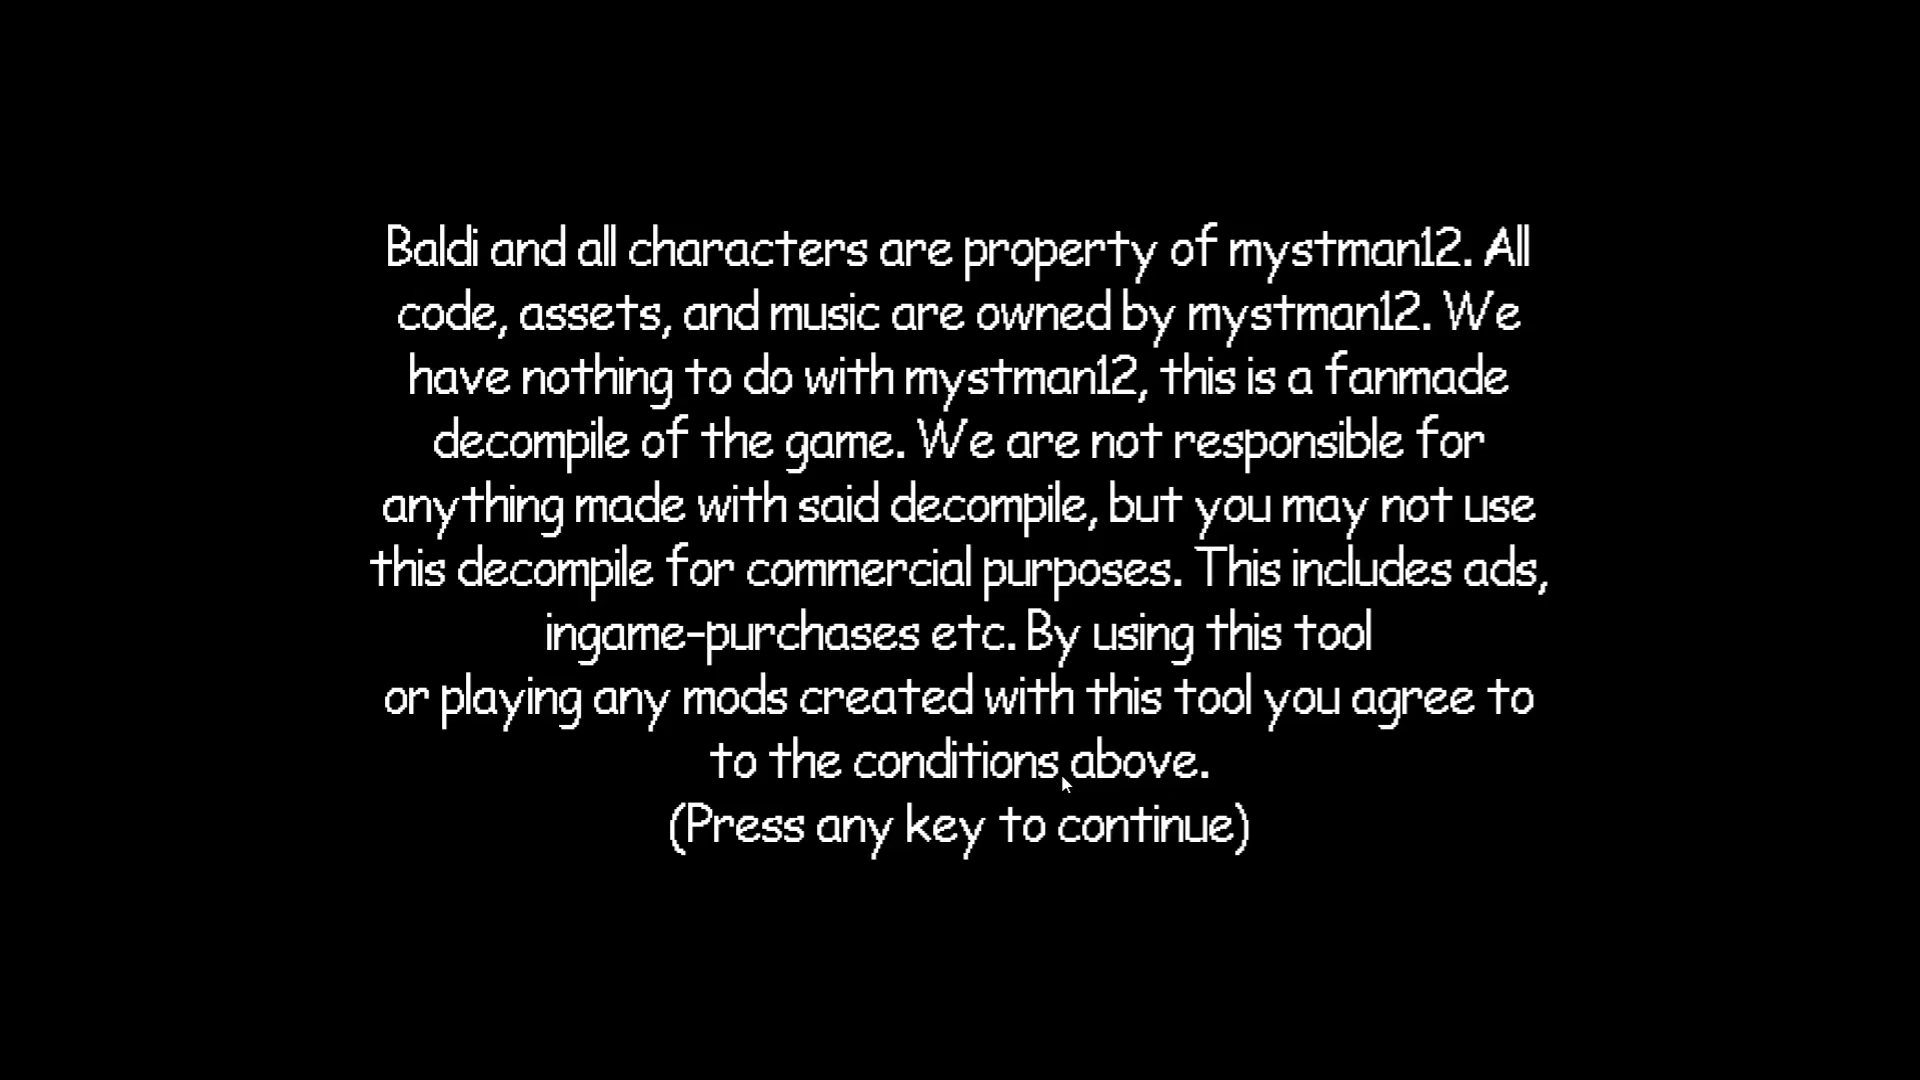 Baldi and all characters are property of mystman12. All
code, assets, and music are owned by mystman12. We
have nothing to do with mystman12, this is a fanmade
decompile of the game. We are not responsible for
anything made with said decompile, but you may not use
this decompile for commercial purposes. This includes ads,
ingame-purchases etc. By using this tool
or playing any mods created with this tool you agree to
to the conditions above.
(Press any key to continue)